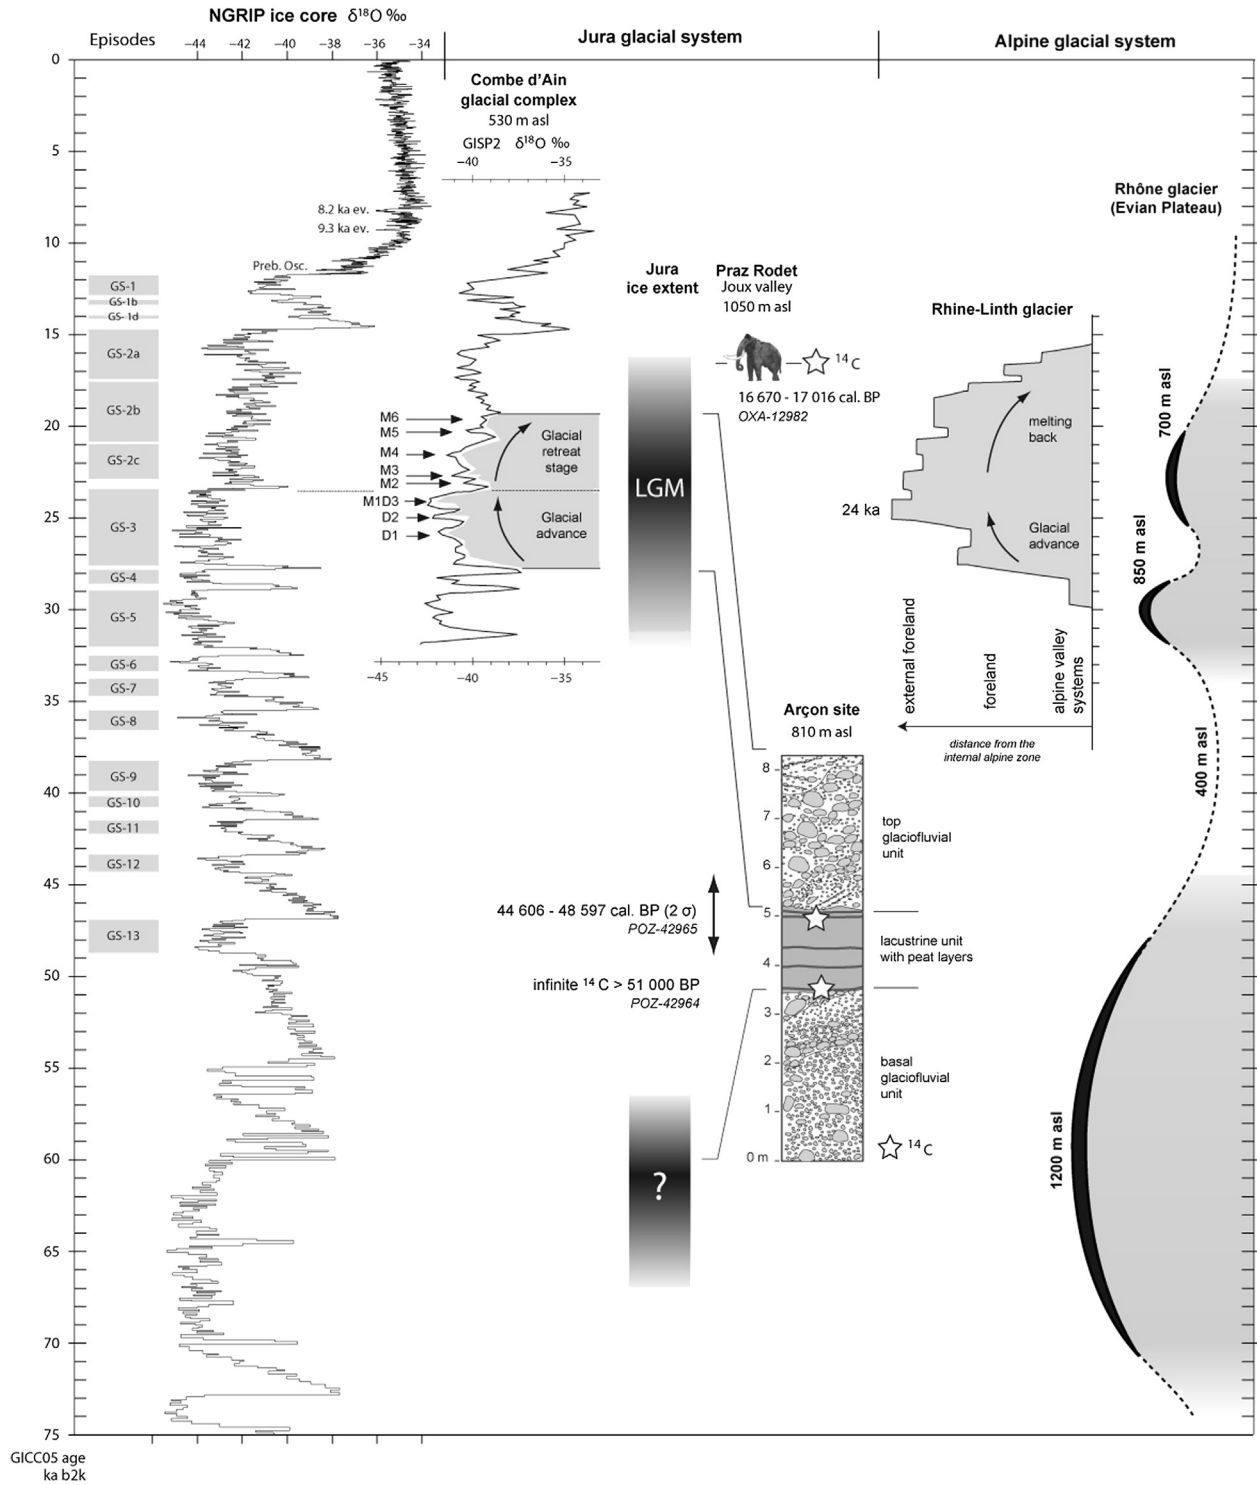 NGRIP ice core δ¹⁸O ‰
Episodes
−44 −42 −40 −38 −36 −34
Jura glacial system
Alpine glacial system
0
5
10
15
20
25
30
35
40
45
50
55
60
65
70
75
GICC05 age
ka b2k
8.2 ka ev.
9.3 ka ev.
Preb. Osc.
GS-1
GS-1b
GS- 1d
GS-2a
GS-2b
GS-2c
GS-3
GS-4
GS-5
GS-6
GS-7
GS-8
GS-9
GS-10
GS-11
GS-12
GS-13
Combe d’Ain
glacial complex
530 m asl
GISP2 δ¹⁸O ‰
−40 −35
M6
M5
M4
M3
M2
M1D3
D2
D1
Glacial
retreat
stage
Glacial
advance
−45 −40 −35
Jura
ice extent
LGM
?
Praz Rodet
Joux valley
1050 m asl
¹⁴C
16 670 - 17 016 cal. BP
OXA-12982
44 606 - 48 597 cal. BP (2 σ)
POZ-42965
infinite ¹⁴C > 51 000 BP
POZ-42964
Arçon site
810 m asl
8
7
6
5
4
3
2
1
0 m
top
glaciofluvial
unit
lacustrine unit
with peat layers
basal
glaciofluvial
unit
¹⁴C
Rhine-Linth glacier
melting
back
24 ka
Glacial
advance
external foreland
foreland
alpine valley
systems
distance from the
internal alpine zone
Rhône glacier
(Evian Plateau)
700 m asl
850 m asl
400 m asl
1200 m asl